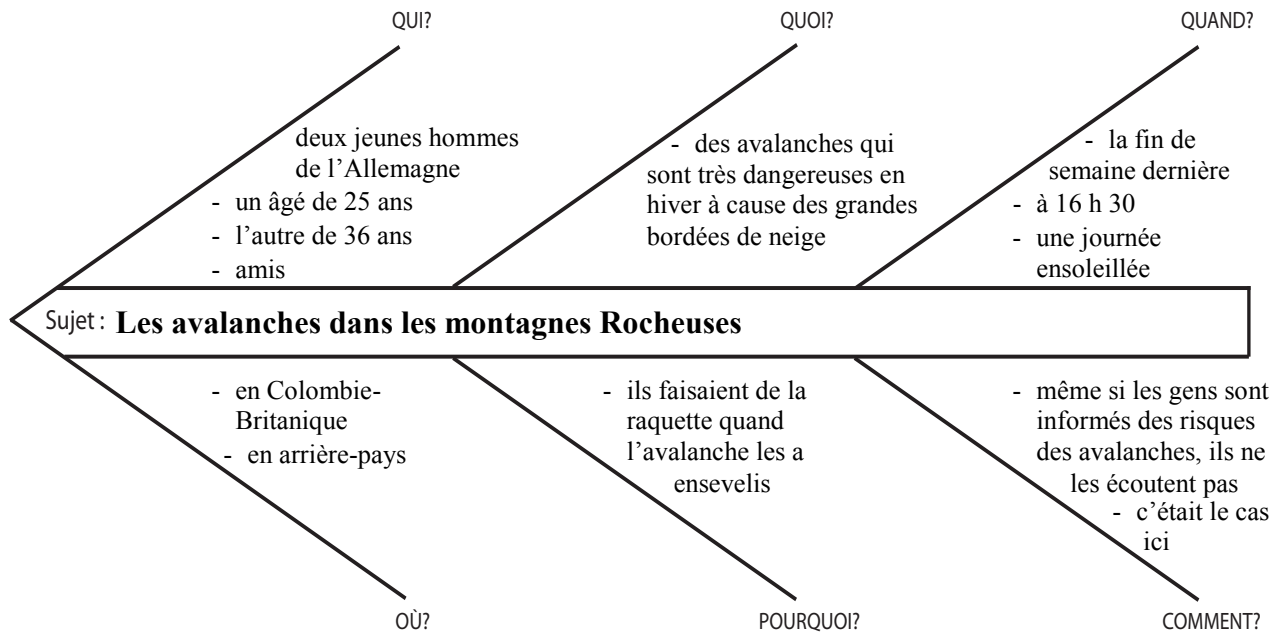 QUI?
deux jeunes hommes
de l’Allemagne
- un âgé de 25 ans
- l’autre de 36 ans
- amis
QUOI?
- des avalanches qui
sont très dangereuses en
hiver à cause des grandes
bordées de neige
QUAND?
- la fin de
semaine dernière
- à 16 h 30
- une journée
ensoleillée
Sujet : Les avalanches dans les montagnes Rocheuses
- en Colombie-
Britanique
- en arrière-pays
OÙ?
- ils faisaient de la
raquette quand
l’avalanche les a
ensevelis
POURQUOI?
- même si les gens sont
informés des risques
des avalanches, ils ne
les écoutent pas
- c’était le cas
ici
COMMENT?